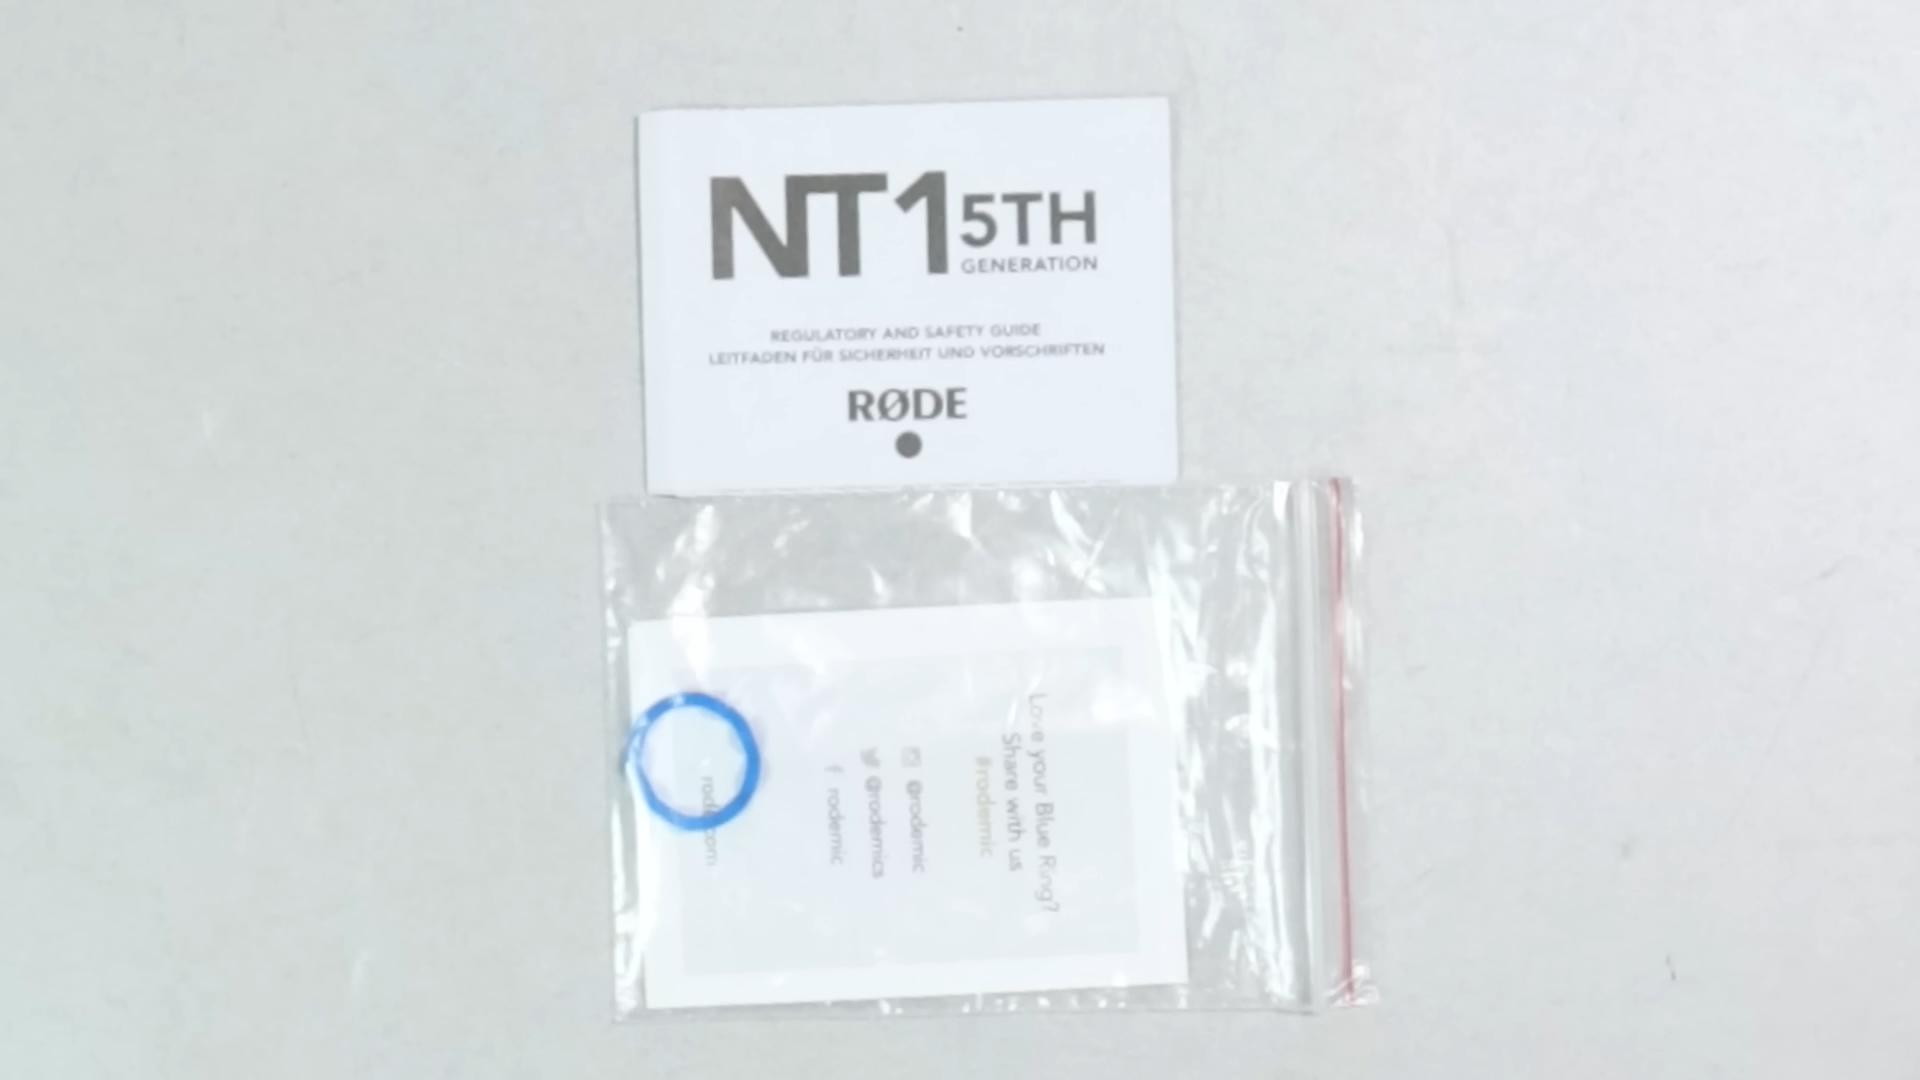 NT1 5TH
GENERATION
REGULATORY AND SAFETY GUIDE
LEITFADEN FÜR SICHERHEIT UND VORSCHRIFTEN
RØDE
Love your Blue Ring?
Share with us
#rodemic
@rodemic
@rodemics
f rodemic
rode.com